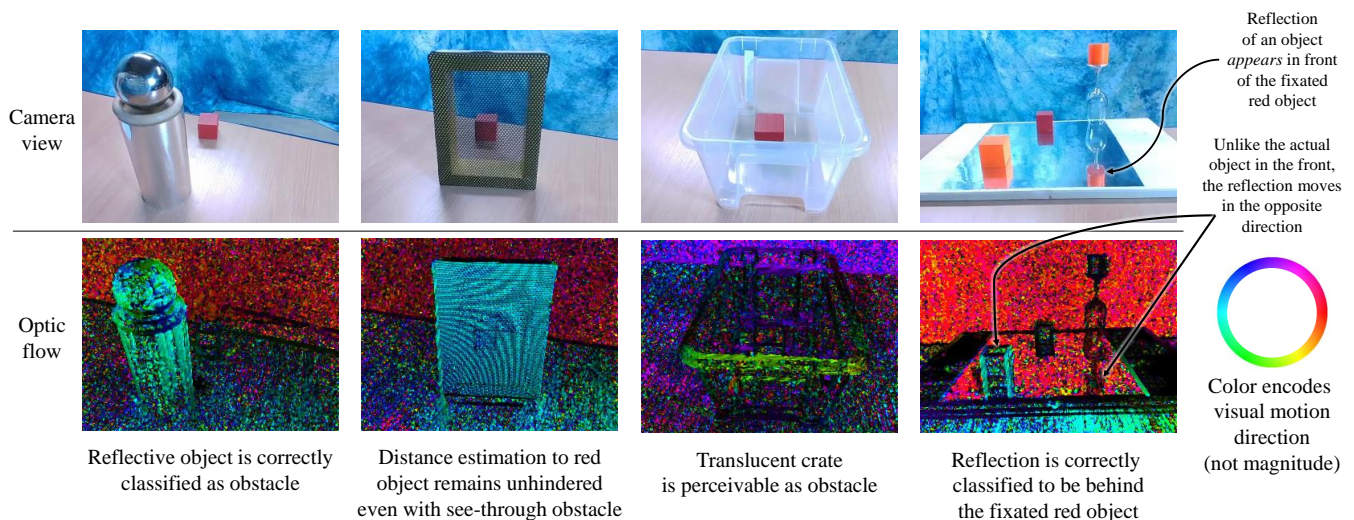 Camera
view
Reflection
of an object
appears in front
of the fixated
red object
Unlike the actual
object in the front,
the reflection moves
in the opposite
direction
Optic
flow
Color encodes
visual motion
direction
(not magnitude)
Reflective object is correctly
classified as obstacle
Distance estimation to red
object remains unhindered
even with see-through obstacle
Translucent crate
is perceivable as obstacle
Reflection is correctly
classified to be behind
the fixated red object